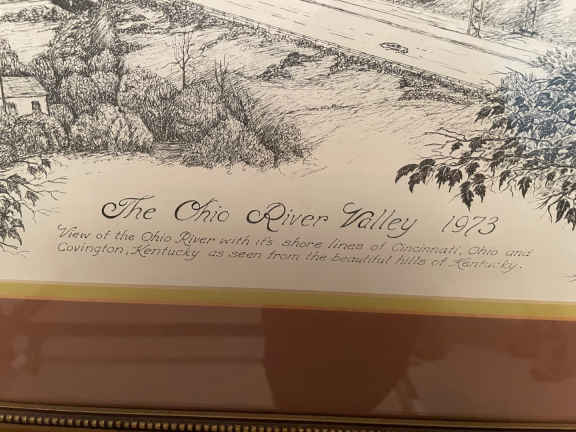 The Ohio River Valley 1973
View of the Ohio River with it's shore lines of Cincinnati, Ohio and
Covington, Kentucky as seen from the beautiful hills of Kentucky.